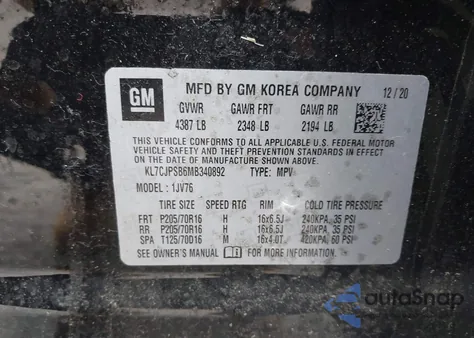 GM
MFD BY GM KOREA COMPANY 12/20
GVWR GAWR FRT GAWR RR
4387 LB 2348 LB 2194 LB
THIS VEHICLE CONFORMS TO ALL APPLICABLE U.S. FEDERAL MOTOR
VEHICLE SAFETY AND THEFT PREVENTION STANDARDS IN EFFECT
ON THE DATE OF MANUFACTURE SHOWN ABOVE.
KL7CJPSB6MB340892 TYPE: MPV
MODEL: 1JV76
TIRE SIZE SPEED RTG RIM COLD TIRE PRESSURE
FRT P205/70R16 H 16x6.5J 240KPA, 35 PSI
RR P205/70R16 H 16x6.5J 240KPA, 35 PSI
SPA T125/70D16 M 16x4.0T 420KPA, 60 PSI
SEE OWNER'S MANUAL FOR MORE INFORMATION.
autoSnap